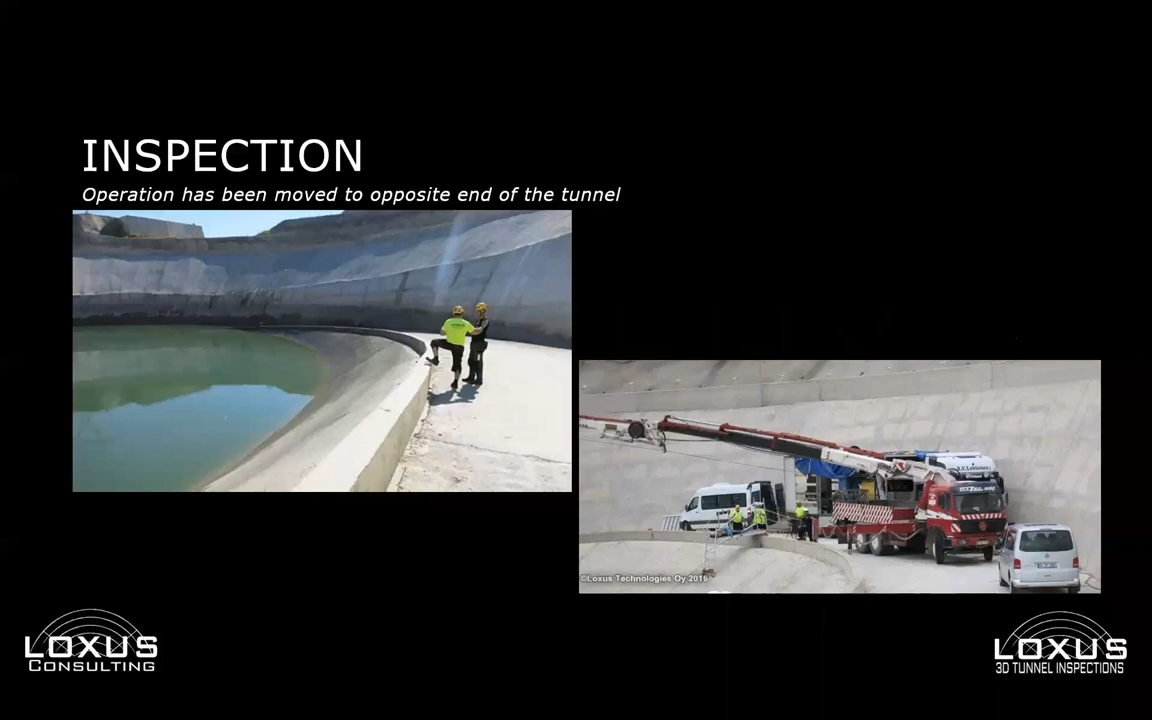 INSPECTION
Operation has been moved to opposite end of the tunnel
©Loxus Technologies Oy 2016
LOXUS
CONSULTING
LOXUS
3D TUNNEL INSPECTIONS